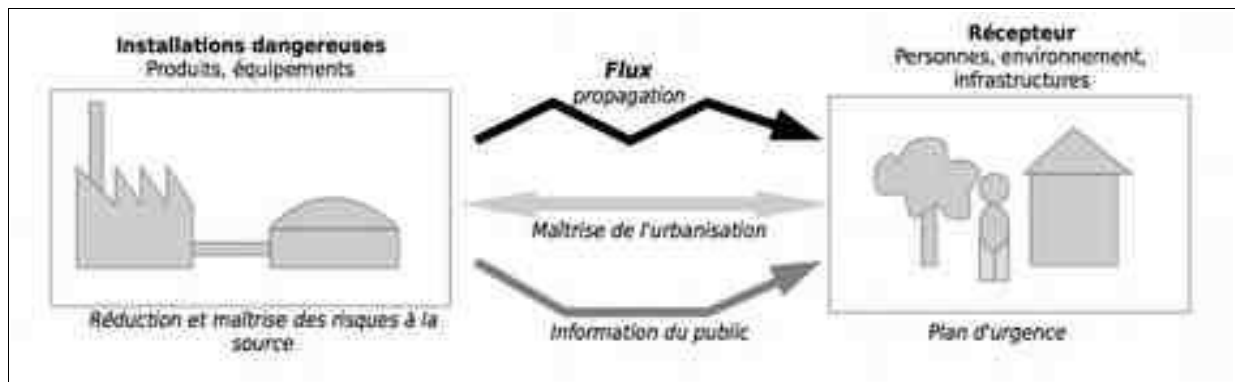 Installations dangereuses
Produits, équipements
Flux
propagation
Récepteur
Personnes, environnement,
infrastructures
Maîtrise de l'urbanisation
Information du public
Réduction et maîtrise des risques à la
source
Plan d'urgence